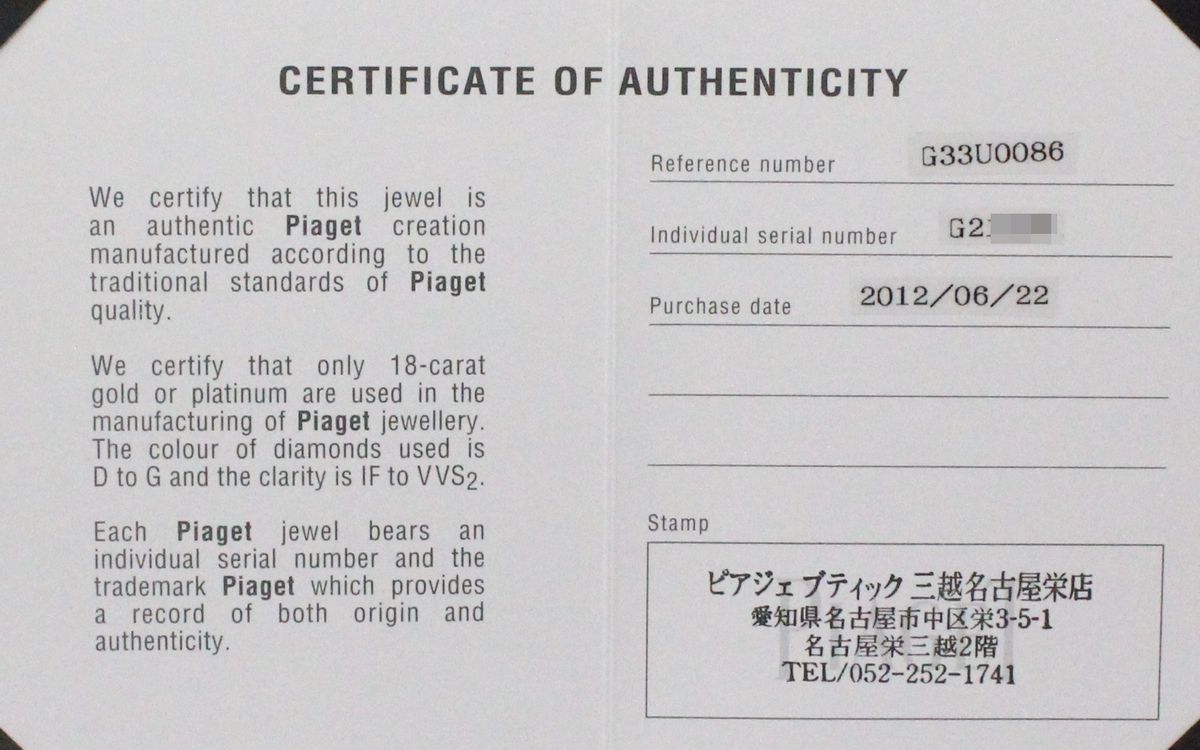 CERTIFICATE OF AUTHENTICITY
We certify that this jewel is
an authentic Piaget creation
manufactured according to the
traditional standards of Piaget
quality.
We certify that only 18-carat
gold or platinum are used in the
manufacturing of Piaget jewellery.
The colour of diamonds used is
D to G and the clarity is IF to VVS2.
Each Piaget jewel bears an
individual serial number and the
trademark Piaget which provides
a record of both origin and
authenticity.
Reference number G33U0086
Individual serial number G2
Purchase date 2012/06/22
Stamp
ピアジェ ブティック 三越名古屋栄店
愛知県名古屋市中区栄3-5-1
名古屋栄三越2階
TEL/052-252-1741